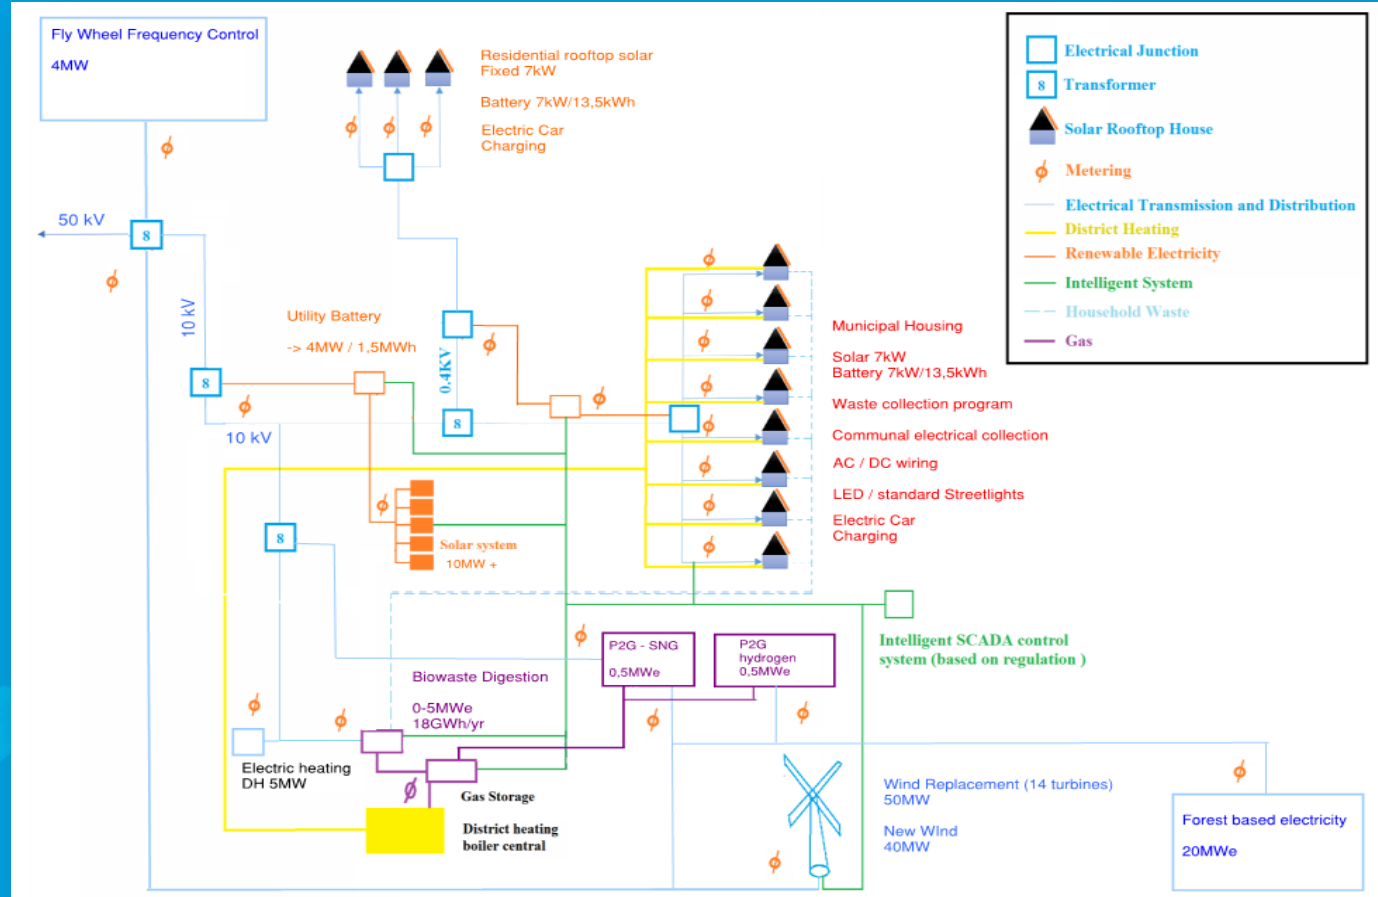 Fly Wheel Frequency Control
4MW
Residential rooftop solar
Fixed 7kW
Battery 7kW/13,5kWh
Electric Car
Charging
Electrical Junction
8 Transformer
Solar Rooftop House
Metering
Electrical Transmission and Distribution
District Heating
Renewable Electricity
Intelligent System
Household Waste
Gas
50 kV
8
10 kV
Utility Battery
-> 4MW / 1,5MWh
0.4KV
8
8
10 kV
Municipal Housing
Solar 7kW
Battery 7kW/13,5kWh
Waste collection program
Communal electrical collection
AC / DC wiring
LED / standard Streetlights
Electric Car
Charging
8
Solar system
10MW +
Intelligent SCADA control
system (based on regulation )
P2G - SNG
0,5MWe
P2G
hydrogen
0,5MWe
Biowaste Digestion
0-5MWe
18GWh/yr
Electric heating
DH 5MW
Gas Storage
District heating
boiler central
Wind Replacement (14 turbines)
50MW
New WInd
40MW
Forest based electricity
20MWe